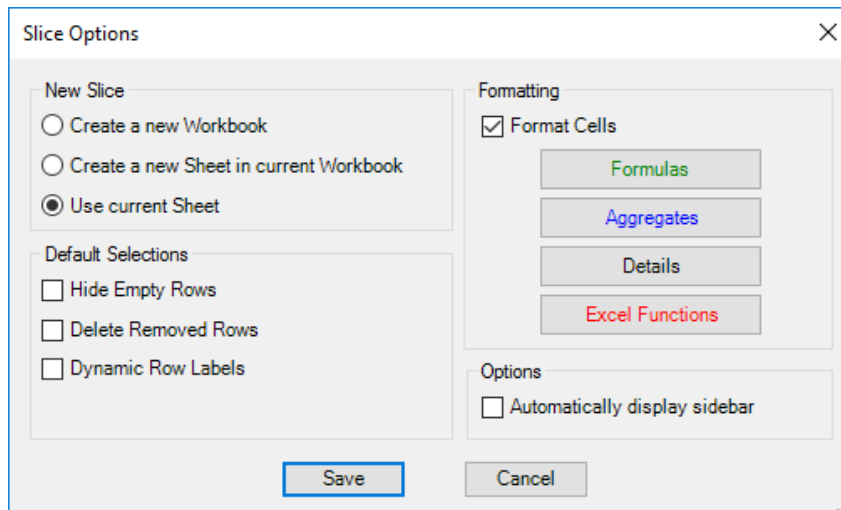 Slice Options
New Slice
Create a new Workbook
Create a new Sheet in current Workbook
Use current Sheet
Default Selections
Hide Empty Rows
Delete Removed Rows
Dynamic Row Labels
Formatting
Format Cells
Formulas
Aggregates
Details
Excel Functions
Options
Automatically display sidebar
Save
Cancel